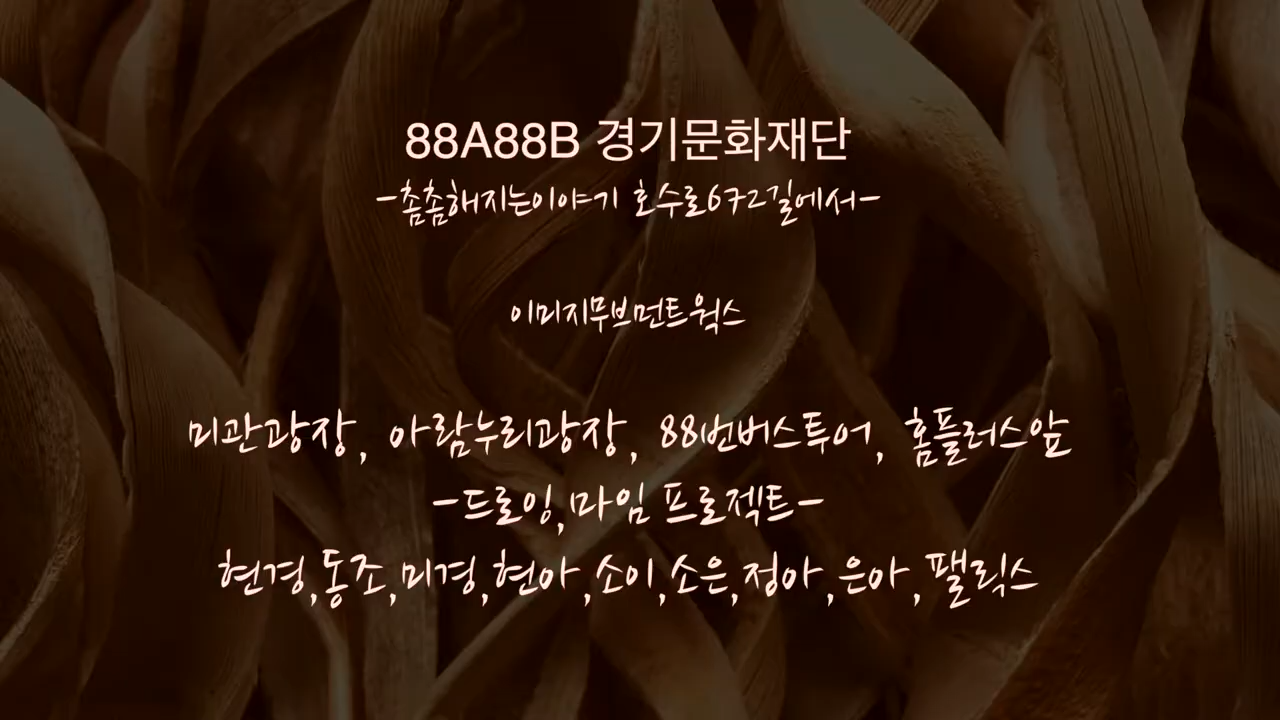 88A88B 경기문화재단
-촘촘해지는이야기 호수로672길에서-
이미지무브먼트웍스
미관광장, 아람누리광장, 88번버스투어, 홈플러스앞
-드로잉,마임 프로젝트-
현경,동조,미경,현아,소이,소은,정아,은아,팰릭스